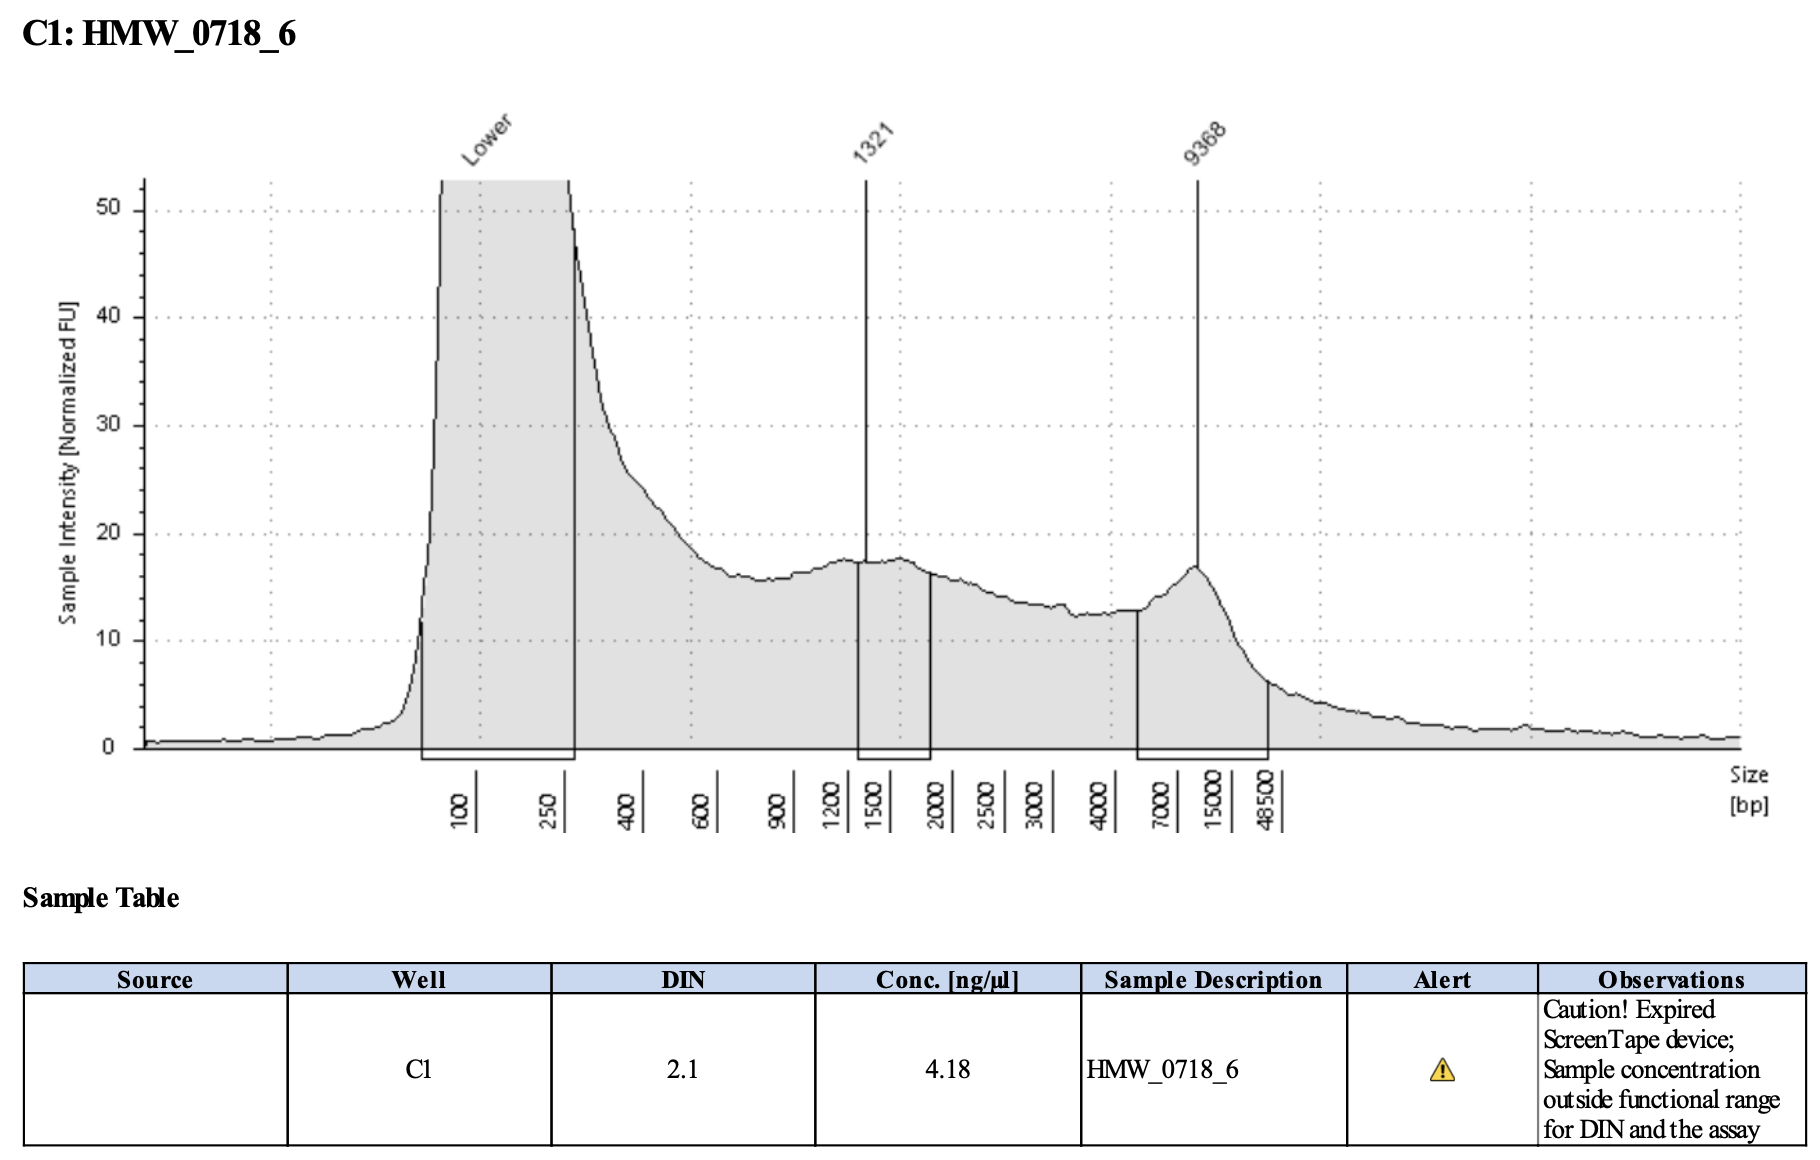 C1: HMW_0718_6
Lower
1321
9368
Sample Intensity [Normalized FU]
50
40
30
20
10
0
100
250
400
600
900
1200
1500
2000
2500
3000
4000
7000
15000
48500
Size
[bp]
Sample Table
Source Well DIN Conc. [ng/µl] Sample Description Alert Observations
C1 2.1 4.18 HMW_0718_6
Caution! Expired
ScreenTape device;
Sample concentration
outside functional range
for DIN and the assay